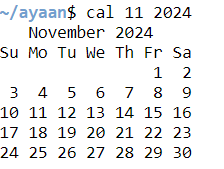 ~/ayaan$ cal 11 2024
   November 2024
Su Mo Tu We Th Fr Sa
                1  2
 3  4  5  6  7  8  9
10 11 12 13 14 15 16
17 18 19 20 21 22 23
24 25 26 27 28 29 30